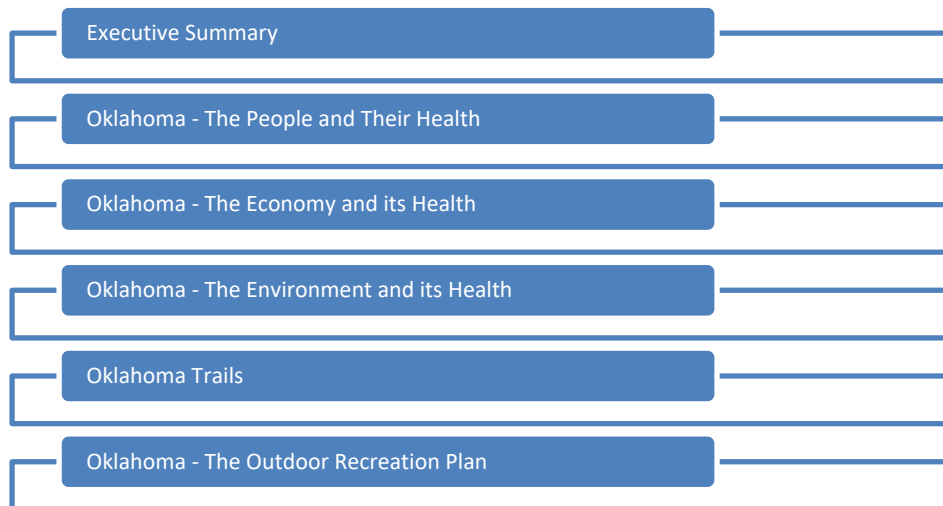 Executive Summary
Oklahoma - The People and Their Health
Oklahoma - The Economy and its Health
Oklahoma - The Environment and its Health
Oklahoma Trails
Oklahoma - The Outdoor Recreation Plan